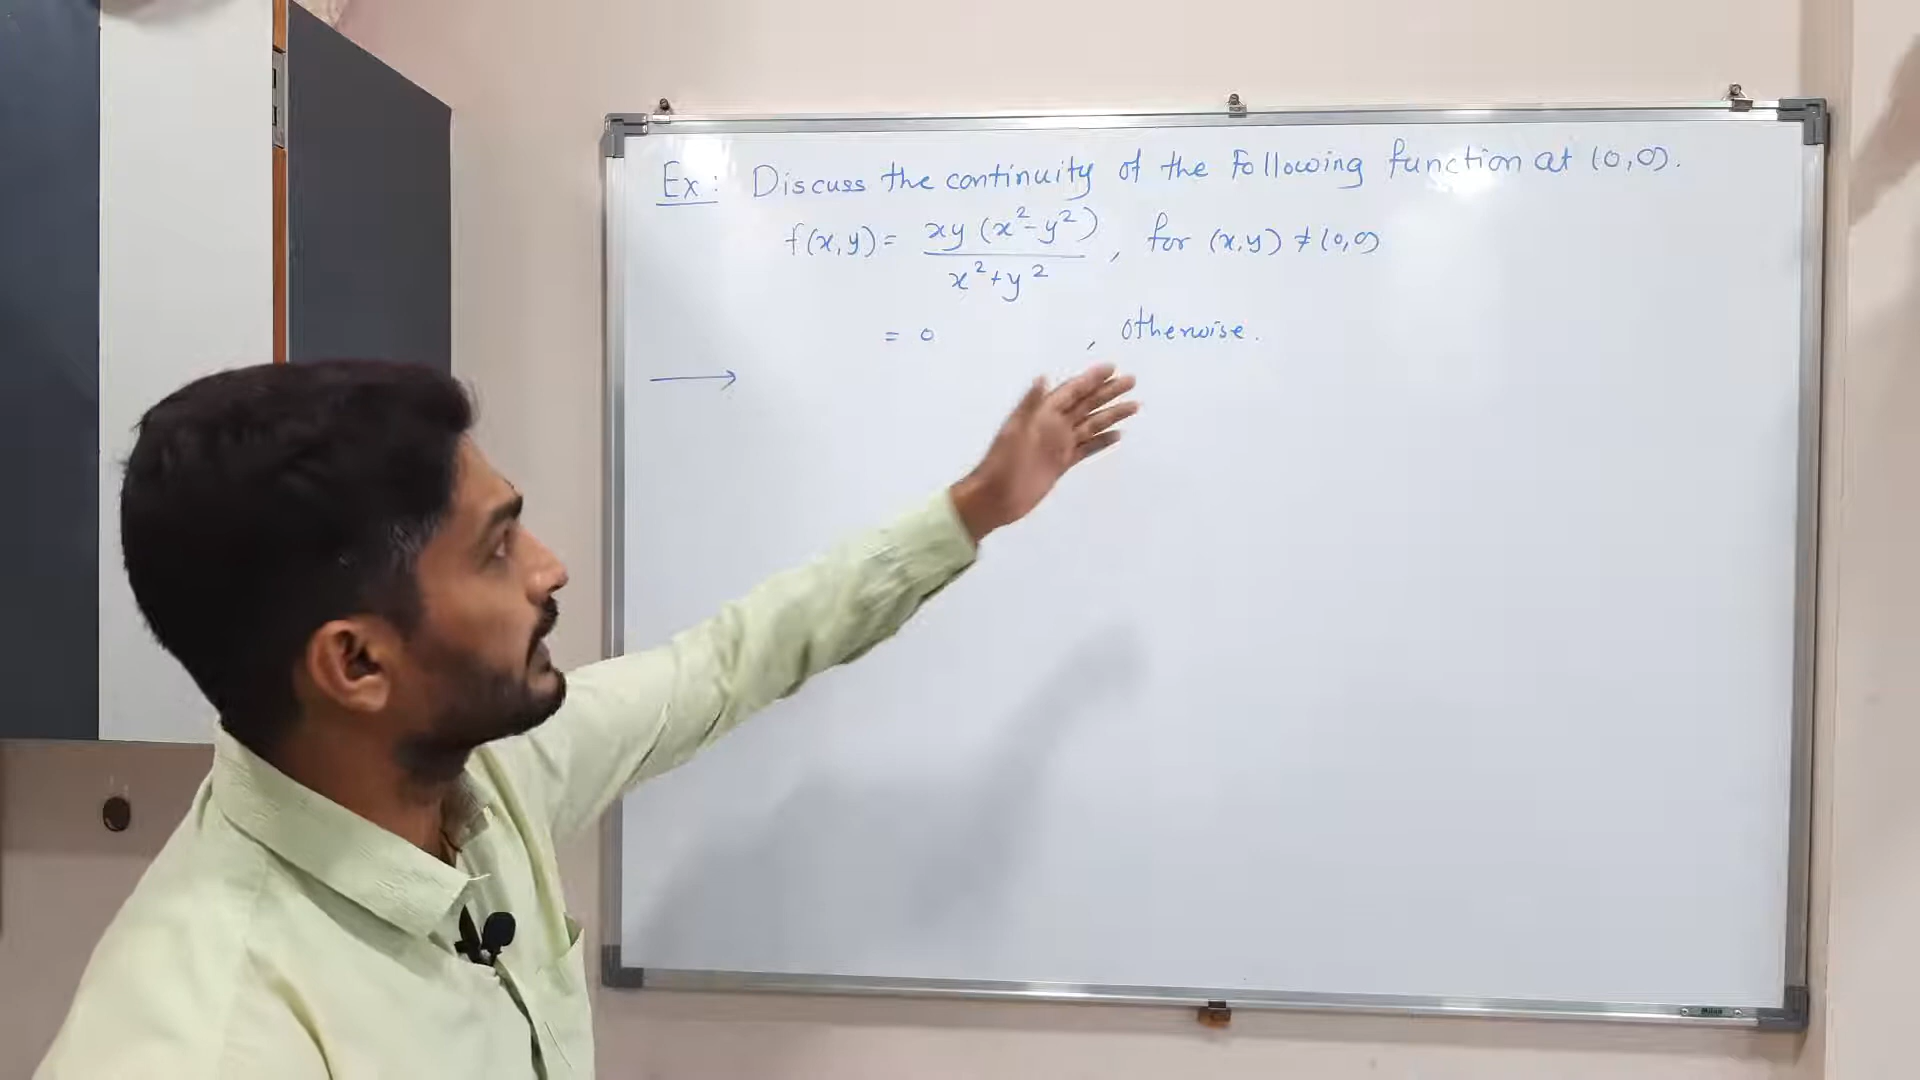 Ex: Discuss the continuity of the following function at (0,0).
f(x,y) = xy (x²-y²) / x²+y² , for (x,y) ≠ (0,0)
= 0 , otherwise.